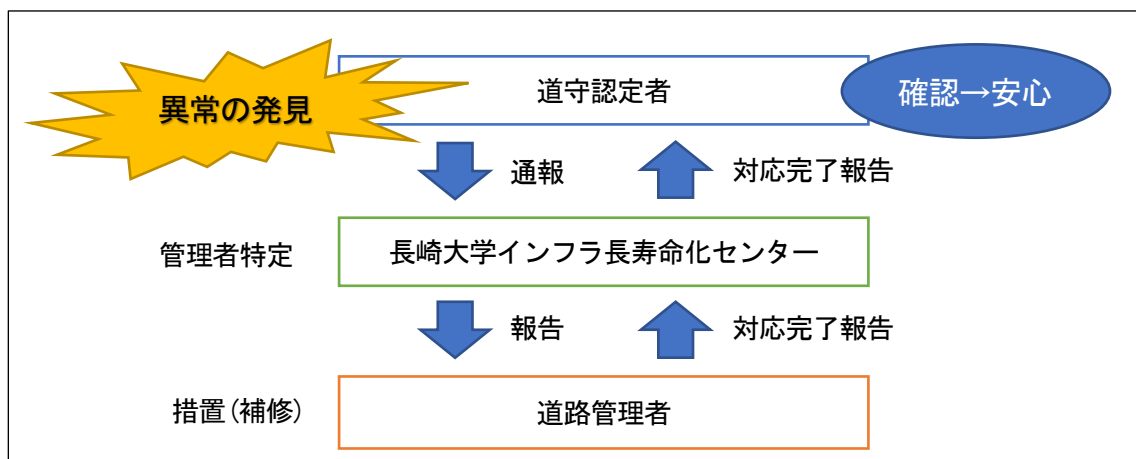 異常の発見
道守認定者
確認→安心
通報
対応完了報告
管理者特定
長崎大学インフラ長寿命化センター
報告
対応完了報告
措置(補修)
道路管理者